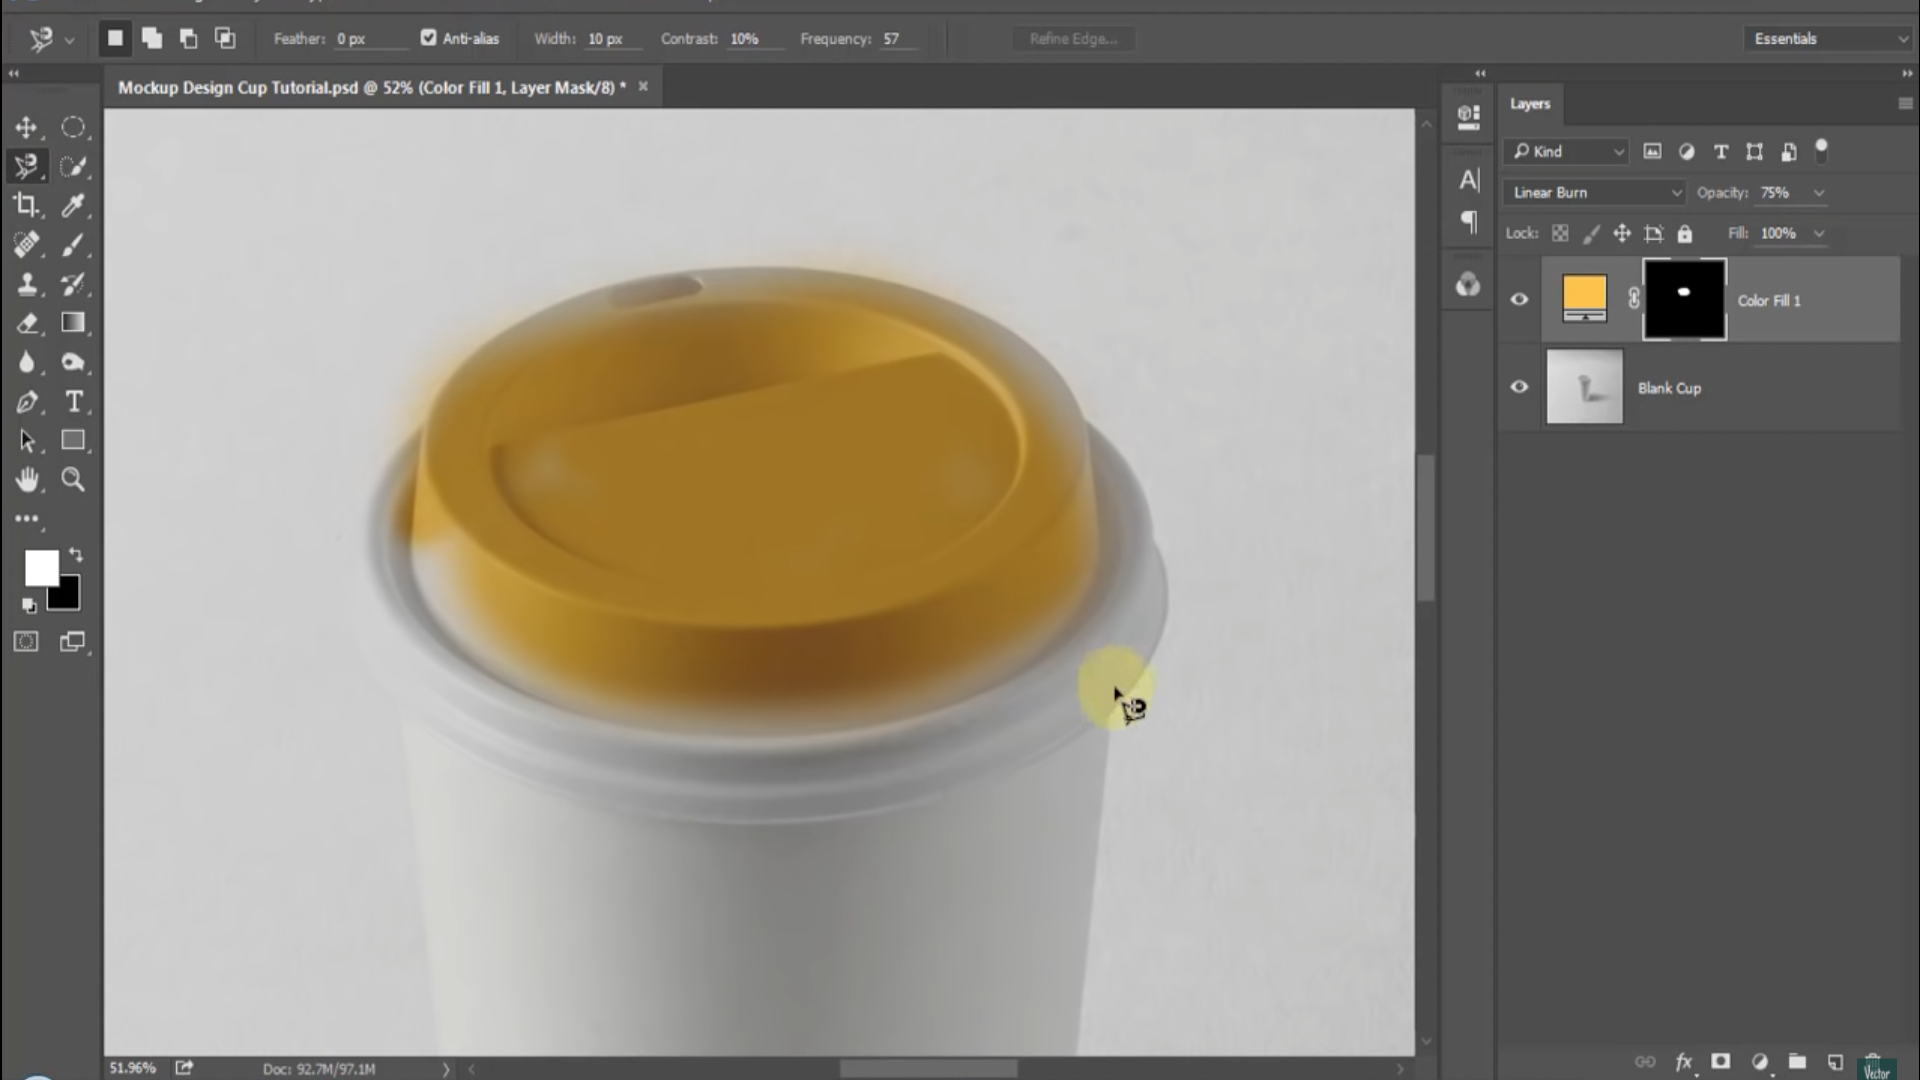 Feather: 0 px Anti-alias Width: 10 px Contrast: 10% Frequency: 57 Refine Edge... Essentials
Mockup Design Cup Tutorial.psd @ 52% (Color Fill 1, Layer Mask/8) * ×
Layers
Kind
Linear Burn Opacity: 75%
Lock: Fill: 100%
Color Fill 1
Blank Cup
51.96% Doc: 92.7M/97.1M
Vector